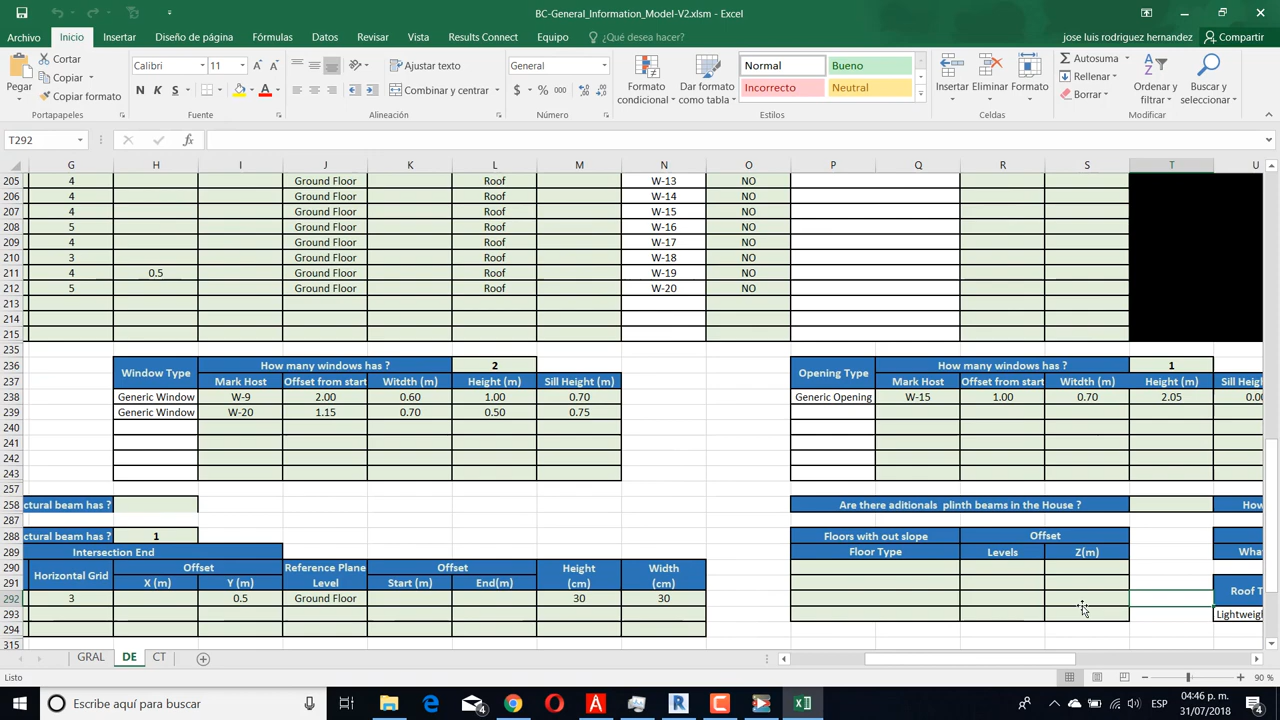 BC-General_Information_Model-V2.xlsm - Excel
Archivo Inicio Insertar Diseño de página Fórmulas Datos Revisar Vista Results Connect Equipo ¿Qué desea hacer? jose luis rodriguez hernandez Compartir
Pegar Cortar Copiar Copiar formato Calibri 11 N K S A A Ajustar texto Combinar y centrar General $ % 000 Formato condicional Dar formato como tabla Normal Bueno Incorrecto Neutral Insertar Eliminar Formato Autosuma Rellenar Borrar Ordenar y filtrar Buscar y seleccionar
Portapapeles Fuente Alineación Número Estilos Celdas Modificar
T292 fx
G H I J K L M N O P Q R S T U
205 4 Ground Floor Roof W-13 NO
206 4 Ground Floor Roof W-14 NO
207 4 Ground Floor Roof W-15 NO
208 5 Ground Floor Roof W-16 NO
209 4 Ground Floor Roof W-17 NO
210 3 Ground Floor Roof W-18 NO
211 4 0.5 Ground Floor Roof W-19 NO
212 5 Ground Floor Roof W-20 NO
213
214
215
235
236 Window Type How many windows has ? 2 Opening Type How many windows has ? 1
237 Mark Host Offset from start Witdth (m) Height (m) Sill Height (m) Mark Host Offset from start Witdth (m) Height (m) Sill Heig
238 Generic Window W-9 2.00 0.60 1.00 0.70 Generic Opening W-15 1.00 0.70 2.05 0.0
239 Generic Window W-20 1.15 0.70 0.50 0.75
240
241
242
243
257
258 ctural beam has ? Are there aditionals plinth beams in the House ? How
287
288 ctural beam has ? 1 Floors with out slope Offset
289 Intersection End Floor Type Levels Z(m) Wha
290 Horizontal Grid Offset Reference Plane Level Offset Height (cm) Width (cm)
291 X (m) Y (m) Start (m) End(m) Roof T
292 3 0.5 Ground Floor 30 30
293 Lightweigh
294
315
GRAL DE CT
Listo 90 %
Escribe aquí para buscar 4 ESP 04:46 p. m. 31/07/2018